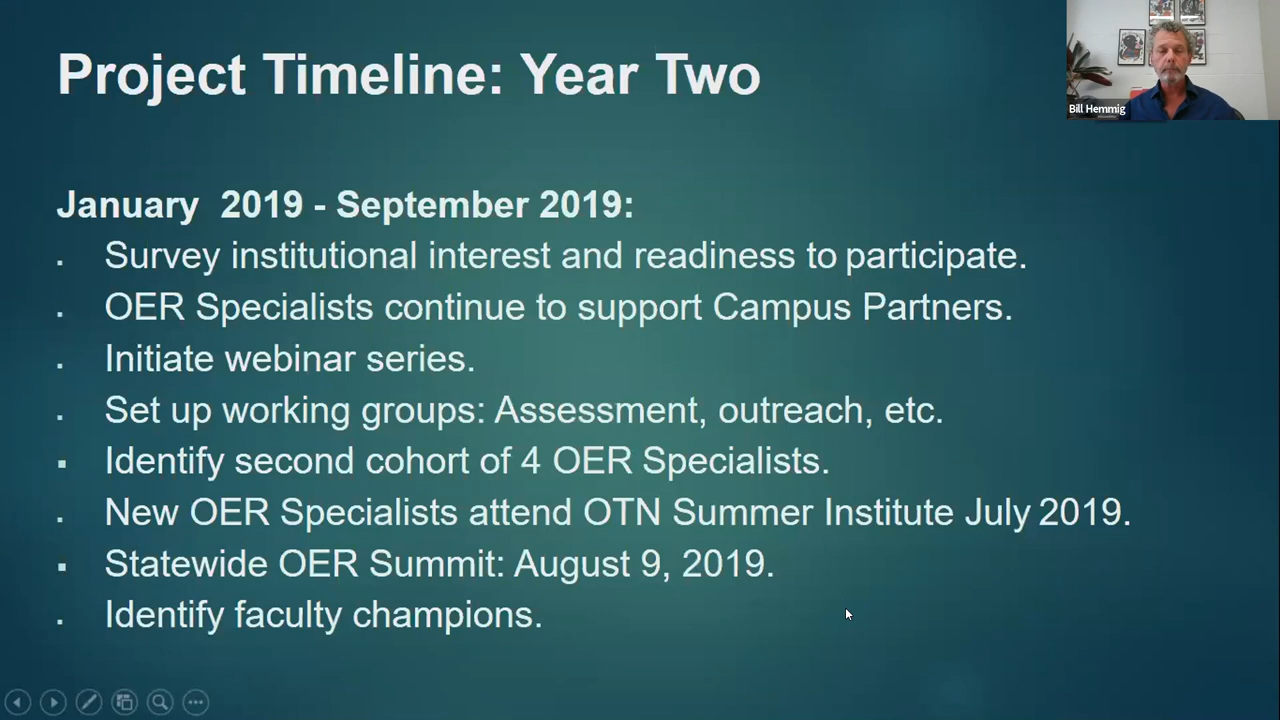 Project Timeline: Year Two
Bill Hemmig
January 2019 - September 2019:
Survey institutional interest and readiness to participate.
OER Specialists continue to support Campus Partners.
Initiate webinar series.
Set up working groups: Assessment, outreach, etc.
Identify second cohort of 4 OER Specialists.
New OER Specialists attend OTN Summer Institute July 2019.
Statewide OER Summit: August 9, 2019.
Identify faculty champions.